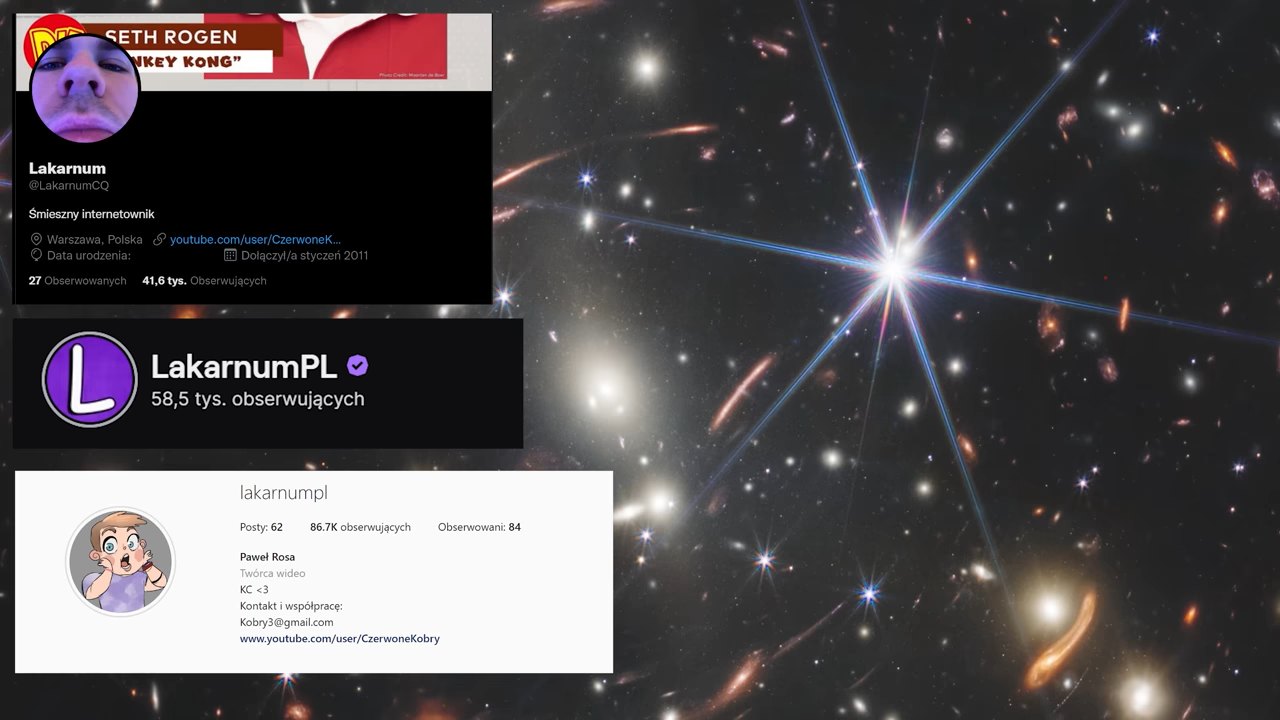 SETH ROGEN
NKEY KONG"
Lakarnum
@LakarnumCQ
Śmieszny internetownik
Warszawa, Polska youtube.com/user/CzerwoneK...
Data urodzenia: Dołączył/a styczeń 2011
27 Obserwowanych 41,6 tys. Obserwujących
L LakarnumPL
58,5 tys. obserwujących
lakarnumpl
Posty: 62 86.7K obserwujących Obserwowani: 84
Paweł Rosa
Twórca wideo
KC <3
Kontakt i współpracę:
Kobry3@gmail.com
www.youtube.com/user/CzerwoneKobry